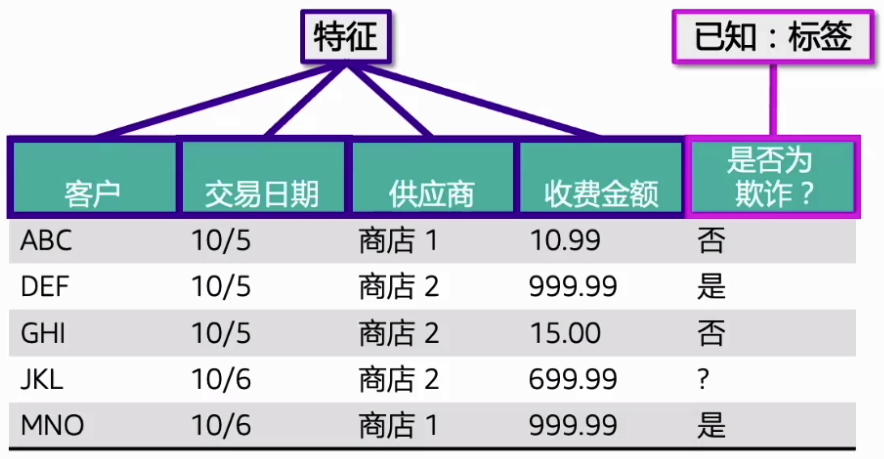 特征
已知：标签
客户 交易日期 供应商 收费金额 是否为
欺诈？
ABC 10/5 商店 1 10.99 否
DEF 10/5 商店 2 999.99 是
GHI 10/5 商店 2 15.00 否
JKL 10/6 商店 2 699.99 ?
MNO 10/6 商店 1 999.99 是